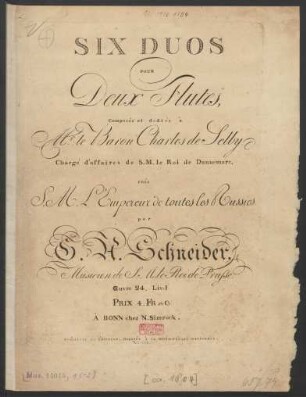 SIX DUOS
POUR
Deux Flutes,
Composés et dédiés à
Mr. le Baron Charles de Selby
Chargé d'affaires de S. M. le Roi de Dannemarc,
près
S. M. L'Empereur de toutes les Russies
par
G. A. Schneider,
Musicien de S. M. le Roi de Prusse
Œuvre 24, Liv. I
PRIX 4 FR.
A BONN chez N. Simrock.